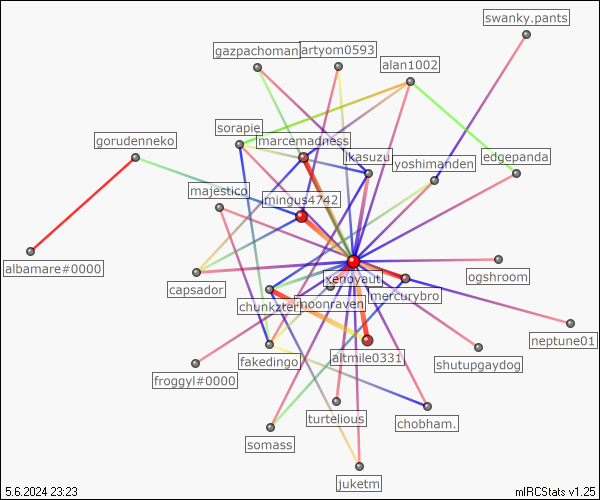 swanky.pants
gazpachoman
artyom0593
alan1002
sorapie
gorudenneko
marcemadness
ikasuzu
yoshimanden
edgepanda
majestico
mingus4742
albamare#0000
capsador
xenoyaut
ogshroom
chunkzter
moonraven
mercurybro
neptune01
fakedingo
altmile0331
shutupgaydog
froggyl#0000
turtelious
chobham.
somass
juketm
5.6.2024 23:23
mIRCStats v1.25